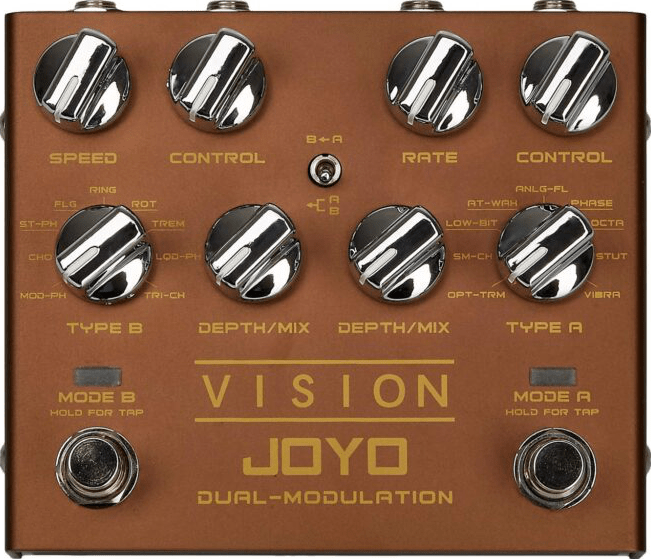 SPEED
CONTROL
B←A
RATE
CONTROL
←[A
B
RING
FLG
ROT
ST-PH
TREM
CHO
LOD-PH
MOD-PH
TRI-CH
ANLG-FL
AT-WAH
PHASE
LOW-BIT
OCTA
SM-CH
STUT
OPT-TRM
VIBRA
TYPE B
DEPTH/MIX
DEPTH/MIX
TYPE A
MODE B
HOLD FOR TAP
VISION
MODE A
HOLD FOR TAP
JOYO
DUAL-MODULATION